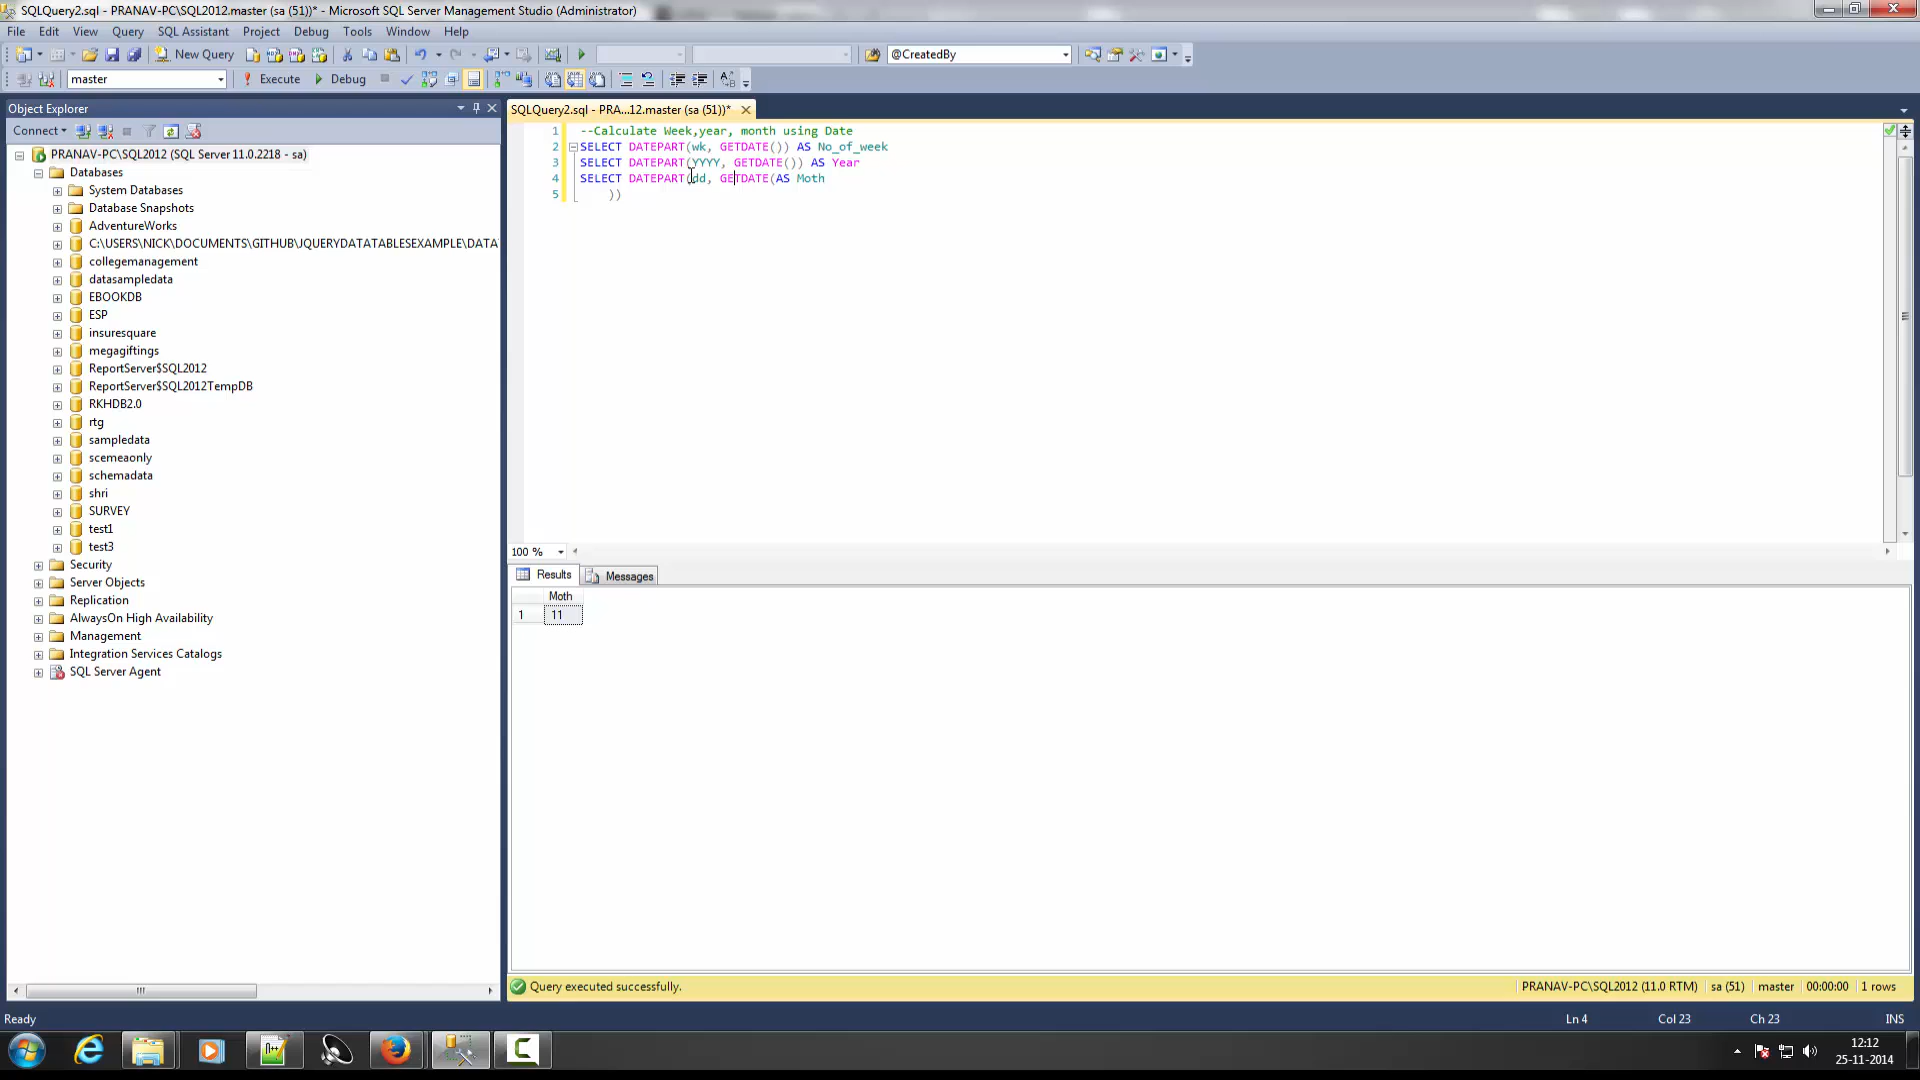 SQLQuery2.sql - PRANAV-PC\SQL2012.master (sa (51))* - Microsoft SQL Server Management Studio (Administrator)
File Edit View Query SQL Assistant Project Debug Tools Window Help
New Query @CreatedBy
master Execute Debug
Object Explorer
Connect
PRANAV-PC\SQL2012 (SQL Server 11.0.2218 - sa)
Databases
System Databases
Database Snapshots
AdventureWorks
C:\USERS\NICK\DOCUMENTS\GITHUB\JQUERYDATATABLESEXAMPLE\DATA
collegemanagement
datasampledata
EBOOKDB
ESP
insuresquare
megagiftings
ReportServer$SQL2012
ReportServer$SQL2012TempDB
RKHDB2.0
rtg
sampledata
scemeaonly
schemadata
shri
SURVEY
test1
test3
Security
Server Objects
Replication
AlwaysOn High Availability
Management
Integration Services Catalogs
SQL Server Agent
SQLQuery2.sql - PRA...12.master (sa (51))*
1 --Calculate Week,year, month using Date
2 SELECT DATEPART(wk, GETDATE()) AS No_of_week
3 SELECT DATEPART(YYYY, GETDATE()) AS Year
4 SELECT DATEPART(dd, GETDATE(AS Moth
5 ))
100 %
Results Messages
Moth
1 11
Query executed successfully. PRANAV-PC\SQL2012 (11.0 RTM) sa (51) master 00:00:00 1 rows
Ready Ln 4 Col 23 Ch 23 INS
12:12
25-11-2014